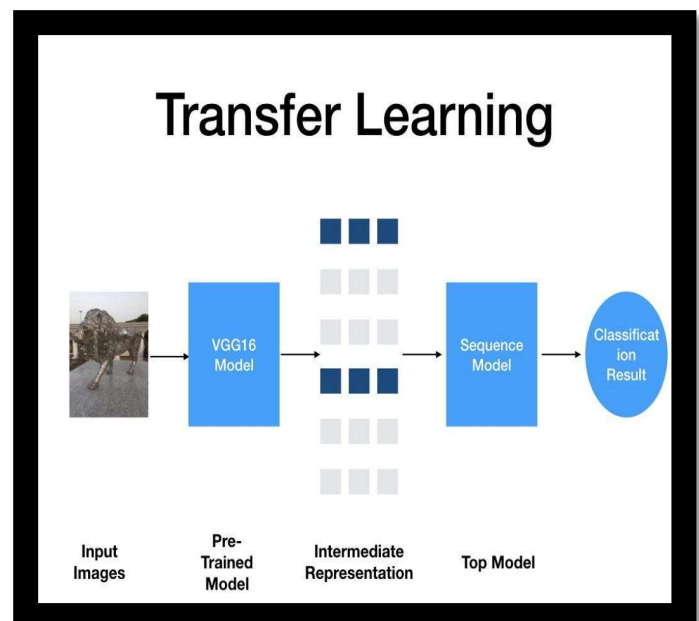 Transfer Learning
VGG16
Model
Sequence
Model
Classificat
ion
Result
Input
Images
Pre-
Trained
Model
Intermediate
Representation
Top Model